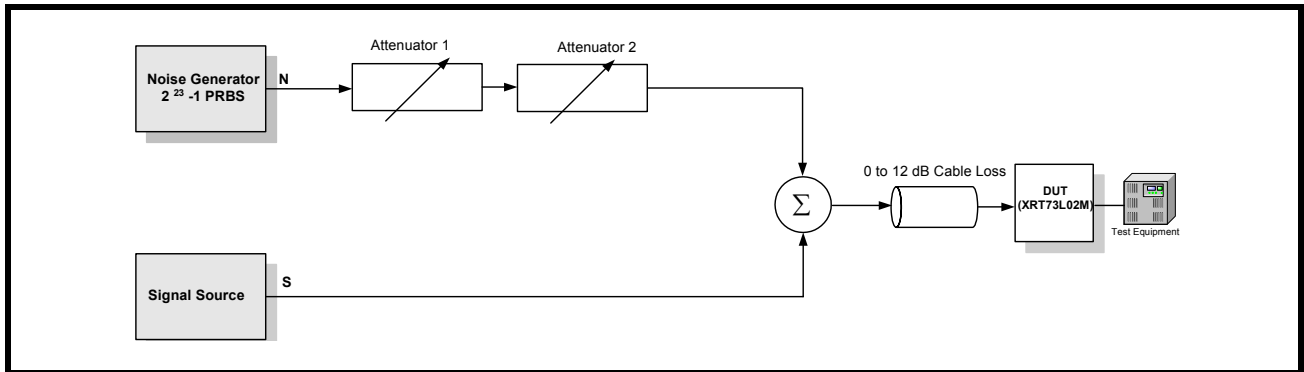 Attenuator 1
Attenuator 2
Noise Generator
2 23 -1 PRBS
N
0 to 12 dB Cable Loss
Σ
DUT
(XRT73L02M)
Test Equipment
S
Signal Source